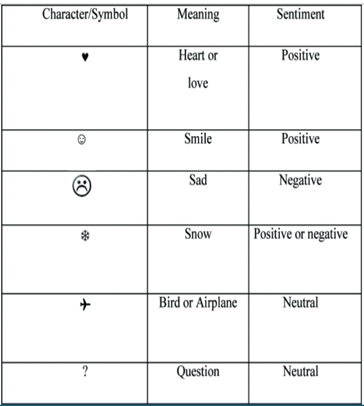 Character/Symbol Meaning Sentiment
♥ Heart or Positive
love
☺ Smile Positive
☹ Sad Negative
❄ Snow Positive or negative
✈ Bird or Airplane Neutral
? Question Neutral